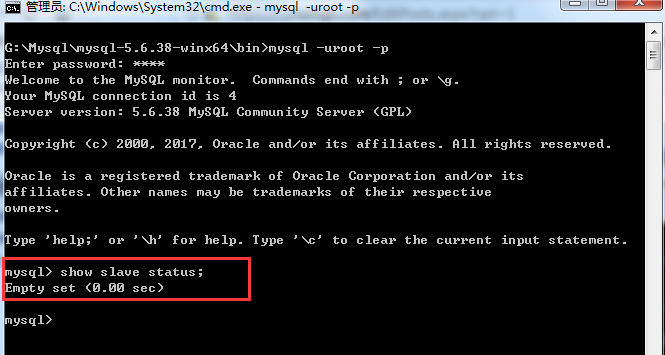 管理员: C:\Windows\System32\cmd.exe - mysql  -uroot -p
G:\Mysql\mysql-5.6.38-winx64\bin>mysql -uroot -p
Enter password: ****
Welcome to the MySQL monitor.  Commands end with ; or \g.
Your MySQL connection id is 4
Server version: 5.6.38 MySQL Community Server (GPL)
Copyright (c) 2000, 2017, Oracle and/or its affiliates. All rights reserved.
Oracle is a registered trademark of Oracle Corporation and/or its
affiliates. Other names may be trademarks of their respective
owners.
Type 'help;' or '\h' for help. Type '\c' to clear the current input statement.
mysql> show slave status;
Empty set (0.00 sec)
mysql>